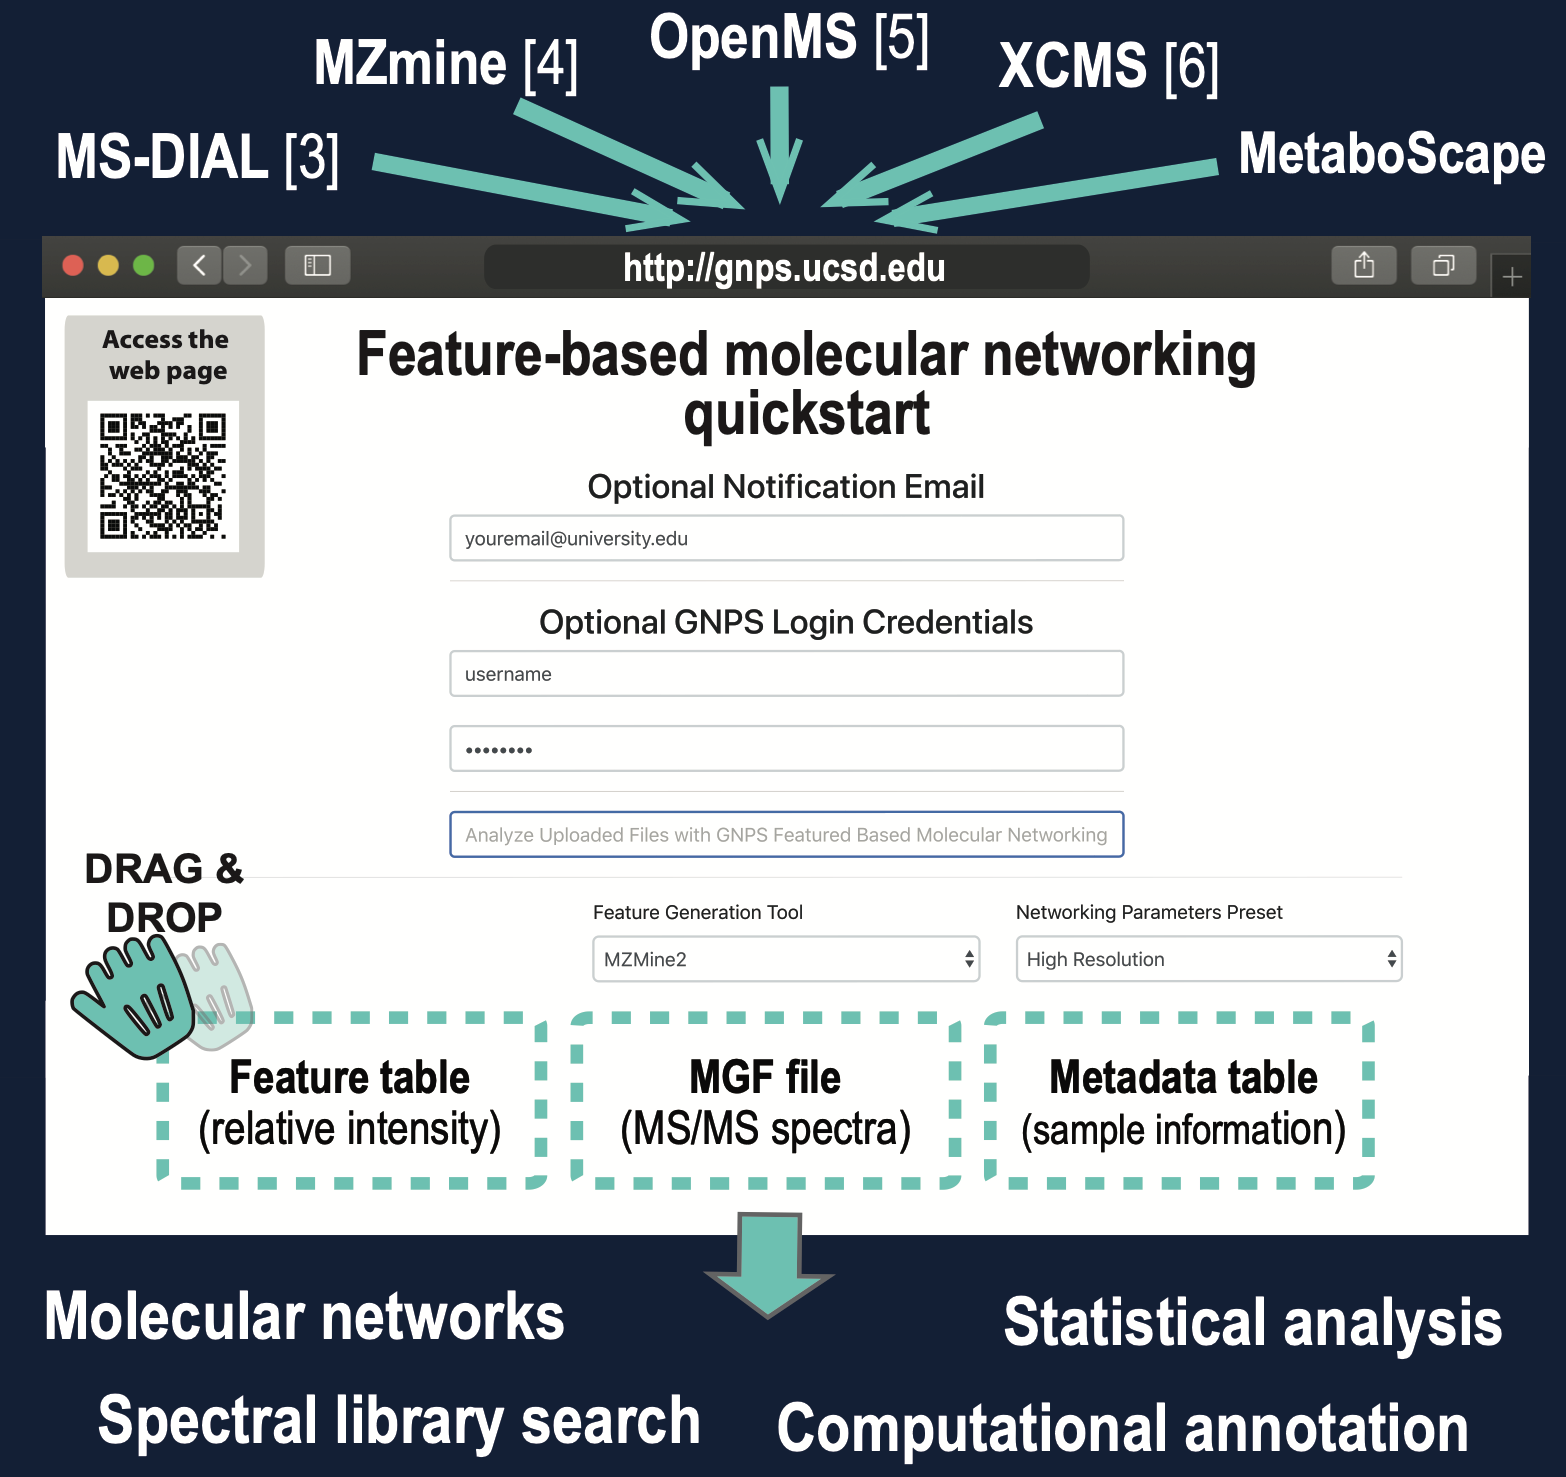 OpenMS [5]
MZmine [4]
XCMS [6]
MS-DIAL [3]
MetaboScape
http://gnps.ucsd.edu
Access the
web page
Feature-based molecular networking
quickstart
Optional Notification Email
youremail@university.edu
Optional GNPS Login Credentials
username
••••••••
Analyze Uploaded Files with GNPS Featured Based Molecular Networking
DRAG &
DROP
Feature Generation Tool
Networking Parameters Preset
MZMine2
High Resolution
Feature table
(relative intensity)
MGF file
(MS/MS spectra)
Metadata table
(sample information)
Molecular networks
Statistical analysis
Spectral library search
Computational annotation